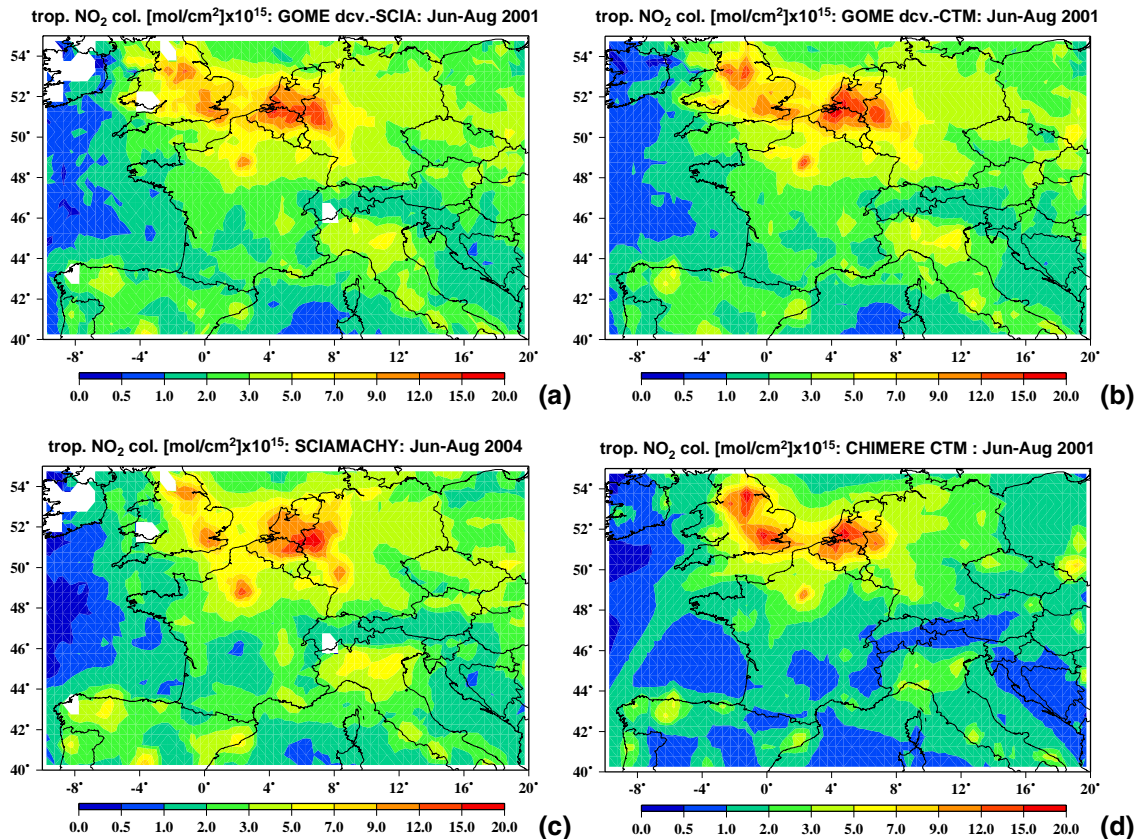 trop. NO₂ col. [mol/cm²]x10¹⁵: GOME dcv.-SCIA: Jun-Aug 2001
54˚
52˚
50˚
48˚
46˚
44˚
42˚
40˚
-8˚ -4˚ 0˚ 4˚ 8˚ 12˚ 16˚ 20˚
0.0 0.5 1.0 2.0 3.0 5.0 7.0 9.0 12.0 15.0 20.0
(a)
trop. NO₂ col. [mol/cm²]x10¹⁵: GOME dcv.-CTM: Jun-Aug 2001
54˚
52˚
50˚
48˚
46˚
44˚
42˚
40˚
-8˚ -4˚ 0˚ 4˚ 8˚ 12˚ 16˚ 20˚
0.0 0.5 1.0 2.0 3.0 5.0 7.0 9.0 12.0 15.0 20.0
(b)
trop. NO₂ col. [mol/cm²]x10¹⁵: SCIAMACHY: Jun-Aug 2004
54˚
52˚
50˚
48˚
46˚
44˚
42˚
40˚
-8˚ -4˚ 0˚ 4˚ 8˚ 12˚ 16˚ 20˚
0.0 0.5 1.0 2.0 3.0 5.0 7.0 9.0 12.0 15.0 20.0
(c)
trop. NO₂ col. [mol/cm²]x10¹⁵: CHIMERE CTM : Jun-Aug 2001
54˚
52˚
50˚
48˚
46˚
44˚
42˚
40˚
-8˚ -4˚ 0˚ 4˚ 8˚ 12˚ 16˚ 20˚
0.0 0.5 1.0 2.0 3.0 5.0 7.0 9.0 12.0 15.0 20.0
(d)